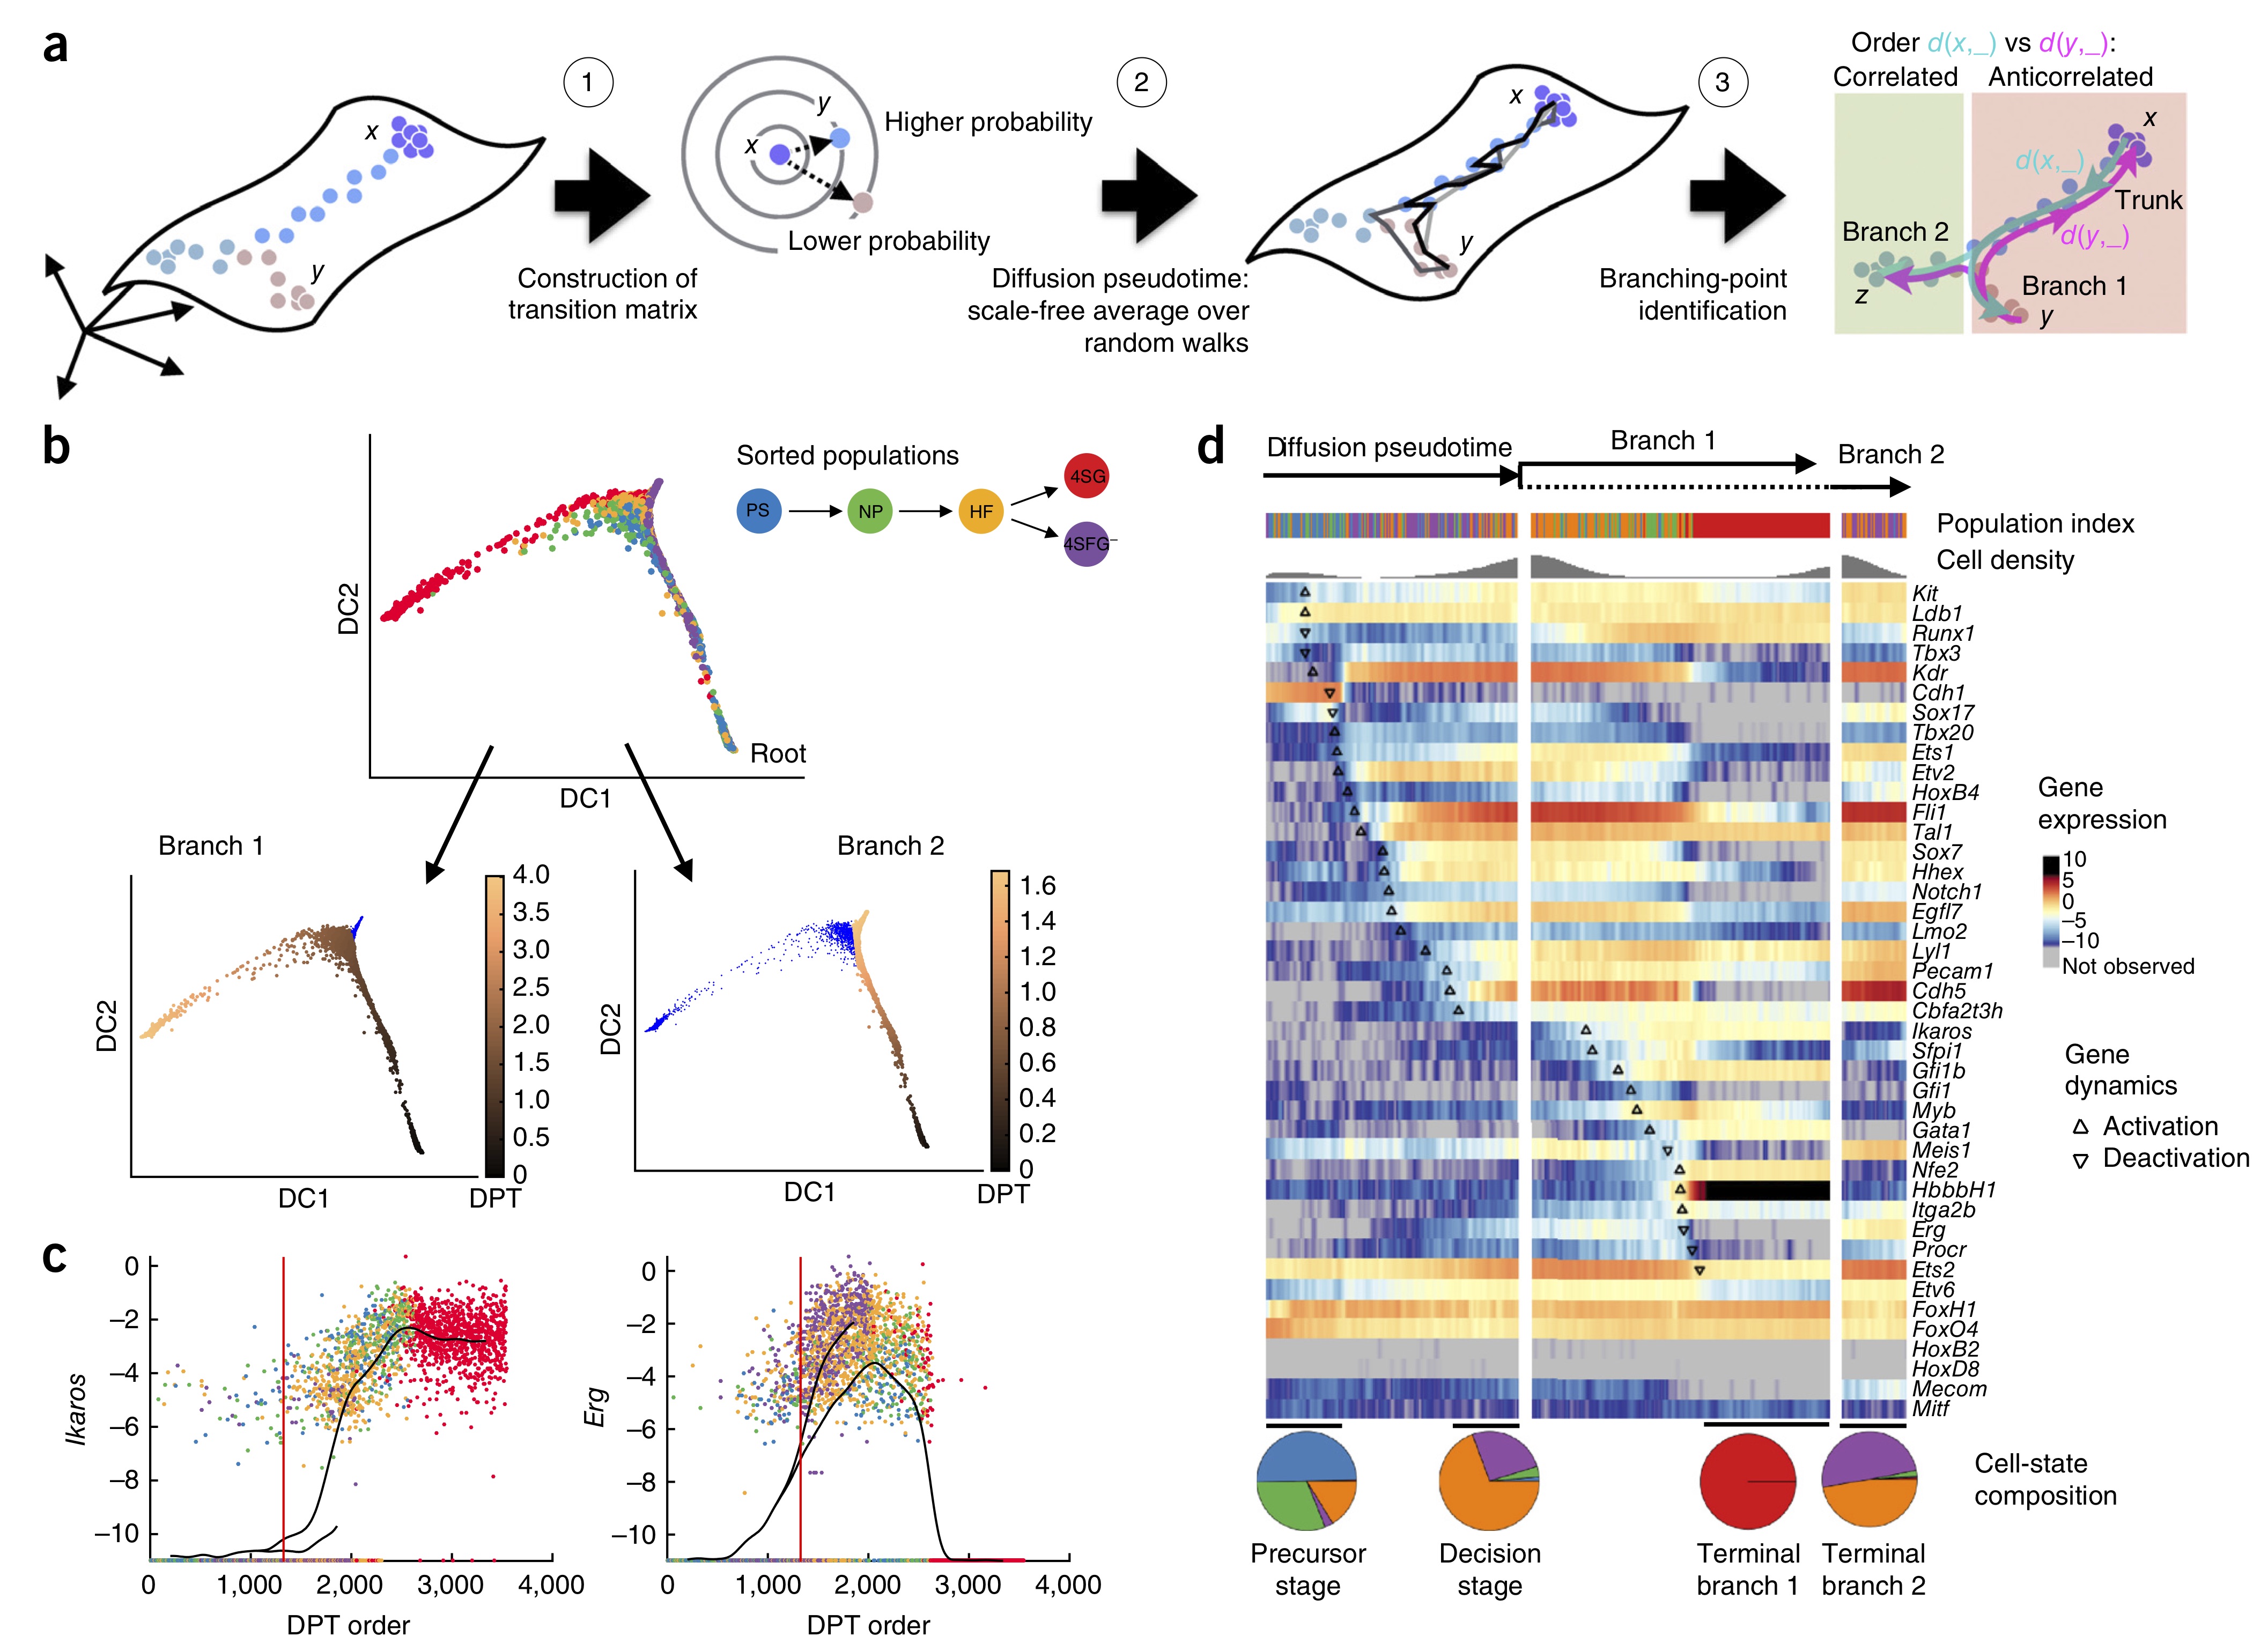 a
1
2
3
x
y
x
y
Higher probability
Lower probability
Construction of
transition matrix
Diffusion pseudotime:
scale-free average over
random walks
x
y
Branching-point
identification
Order d(x,_) vs d(y,_):
Correlated
Anticorrelated
x
d(x,_)
Trunk
d(y,_)
Branch 2
z
Branch 1
y
b
Sorted populations
PS
NP
HF
4SG
4SFG−
DC2
Root
DC1
Branch 1
4.0
3.5
3.0
2.5
2.0
1.5
1.0
0.5
0
DC2
DC1
DPT
Branch 2
1.6
1.4
1.2
1.0
0.8
0.6
0.4
0.2
0
DC2
DC1
DPT
c
0
−2
−4
−6
−8
−10
Ikaros
0
1,000
2,000
3,000
4,000
DPT order
0
−2
−4
−6
−8
−10
Erg
0
1,000
2,000
3,000
4,000
DPT order
d
Diffusion pseudotime
Branch 1
Branch 2
Population index
Cell density
Kit
Ldb1
Runx1
Tbx3
Kdr
Cdh1
Sox17
Tbx20
Ets1
Etv2
HoxB4
Fli1
Tal1
Sox7
Hhex
Notch1
Egfl7
Lmo2
Lyl1
Pecam1
Cdh5
Cbfa2t3h
Ikaros
Sfpi1
Gfi1b
Gfi1
Myb
Gata1
Meis1
Nfe2
HbbbH1
Itga2b
Erg
Procr
Ets2
Etv6
FoxH1
FoxO4
HoxB2
HoxD8
Mecom
Mitf
Gene
expression
10
5
0
−5
−10
Not observed
Gene
dynamics
Activation
Deactivation
Cell-state
composition
Precursor
stage
Decision
stage
Terminal
branch 1
Terminal
branch 2